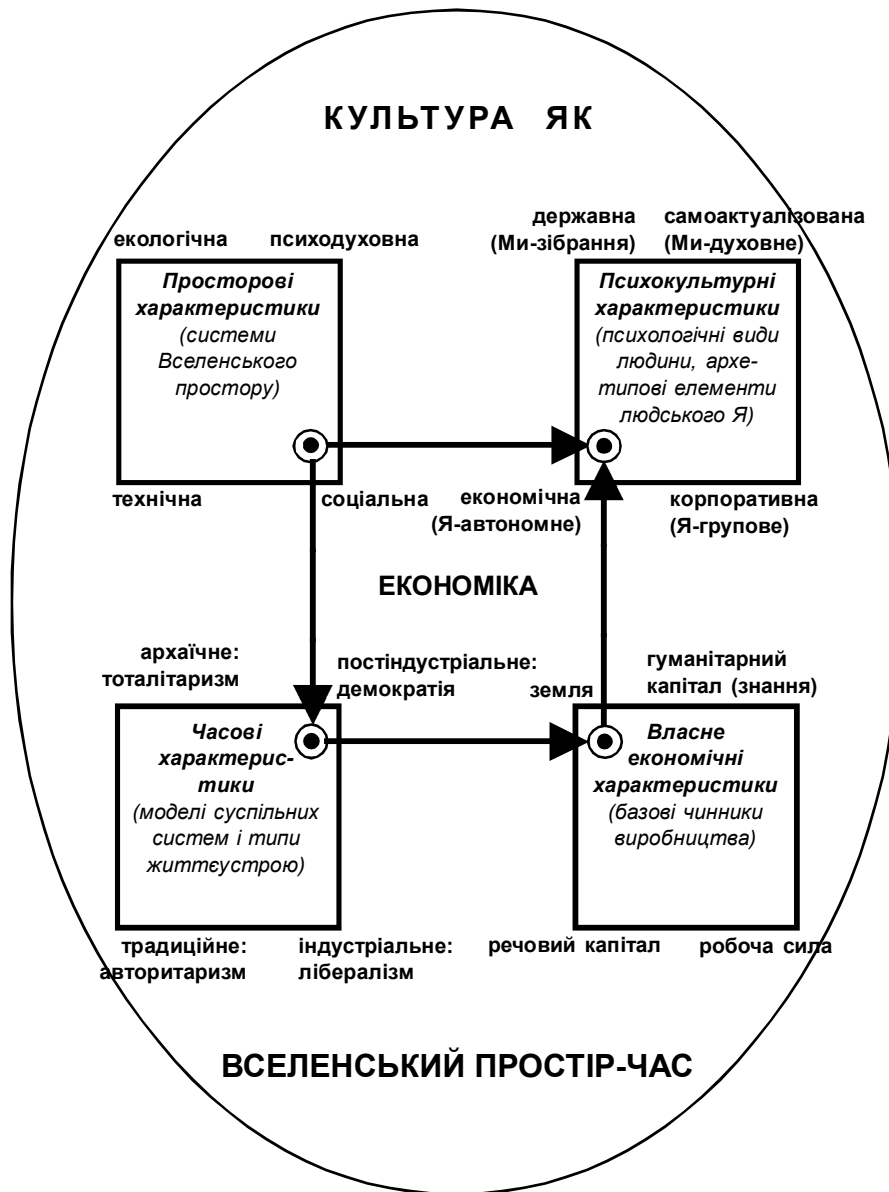 КУЛЬТУРА ЯК
екологічна
психодуховна
державна
(Ми-зібрання)
самоактуалізована
(Ми-духовне)
Просторові
характеристики
(системи
Вселенського
простору)
Психокультурні
характеристики
(психологічні види
людини, архе-
типові елементи
людського Я)
технічна
соціальна
економічна
(Я-автономне)
корпоративна
(Я-групове)
ЕКОНОМІКА
архаїчне:
тоталітаризм
постіндустріальне:
демократія
земля
гуманітарний
капітал (знання)
Часові
характерис-
тики
(моделі суспільних
систем і типи
життєустрою)
Власне
економічні
характеристики
(базові чинники
виробництва)
традиційне:
авторитаризм
індустріальне:
лібералізм
речовий капітал
робоча сила
ВСЕЛЕНСЬКИЙ ПРОСТІР-ЧАС